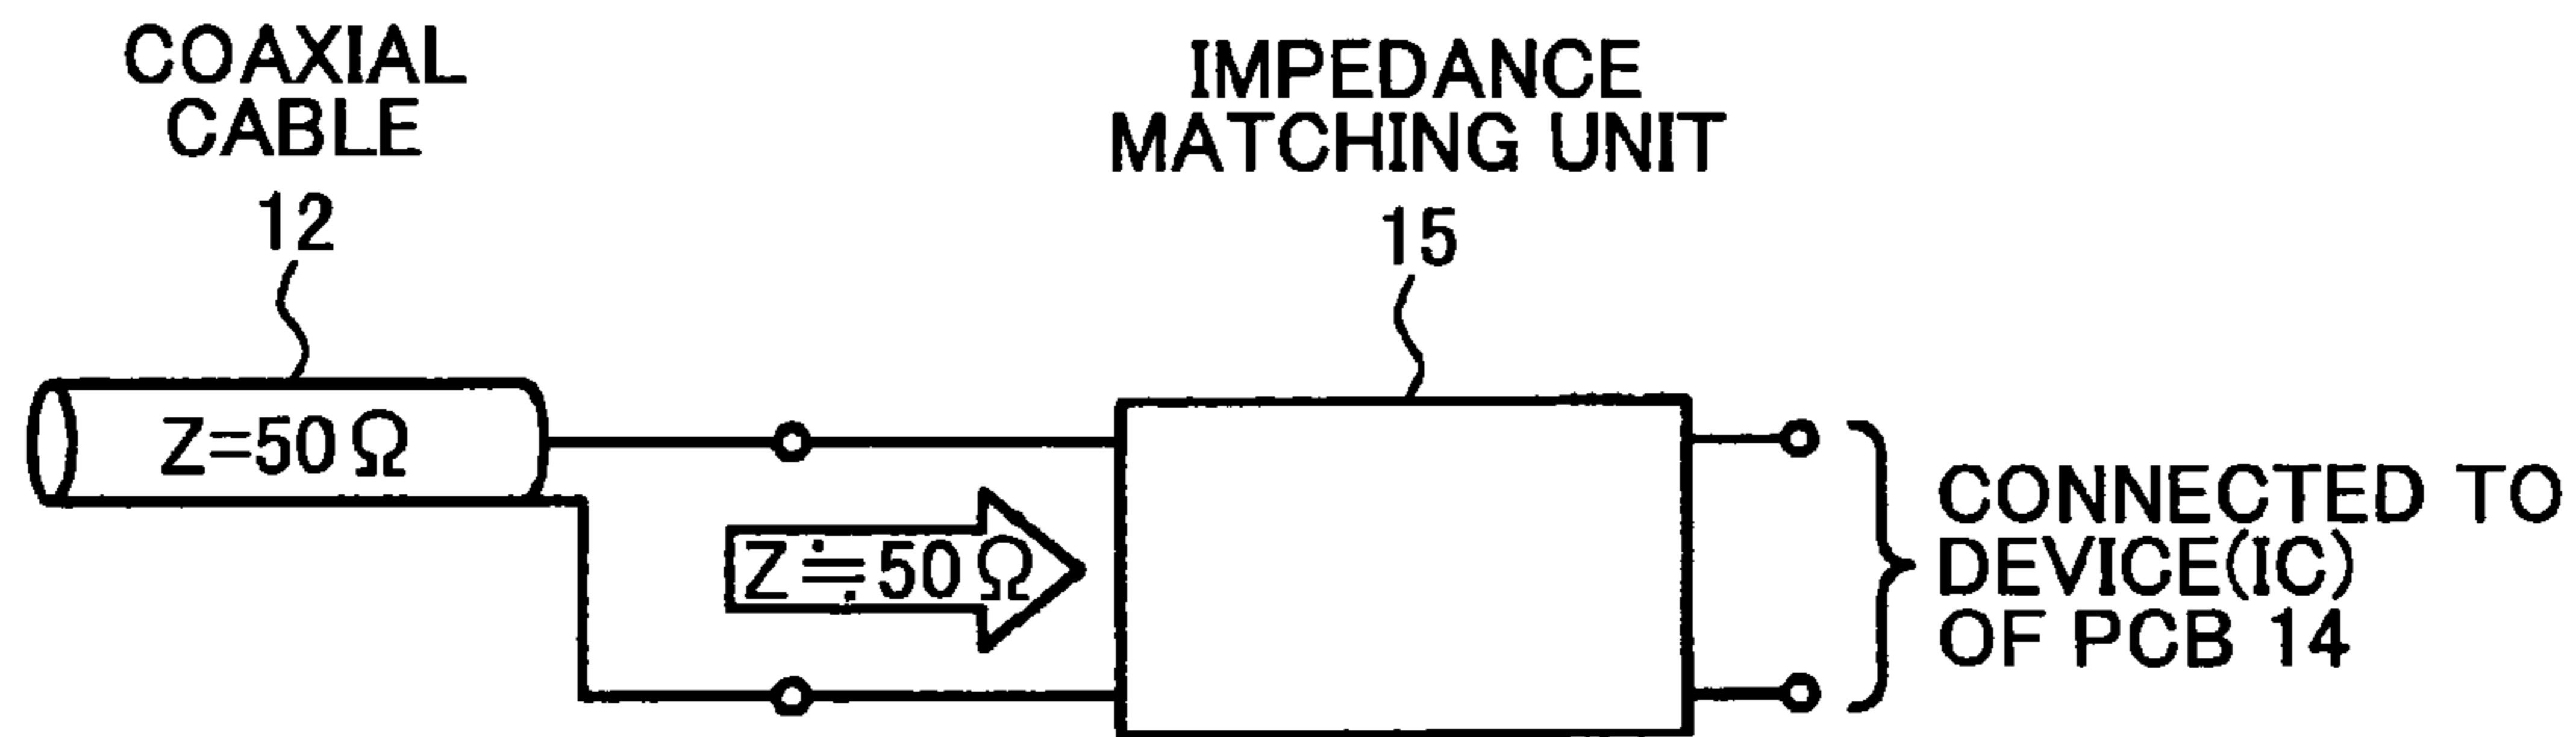 COAXIAL
CABLE
12
IMPEDANCE
MATCHING UNIT
15
Z=50Ω
Z≒50Ω
CONNECTED TO
DEVICE(IC)
OF PCB 14